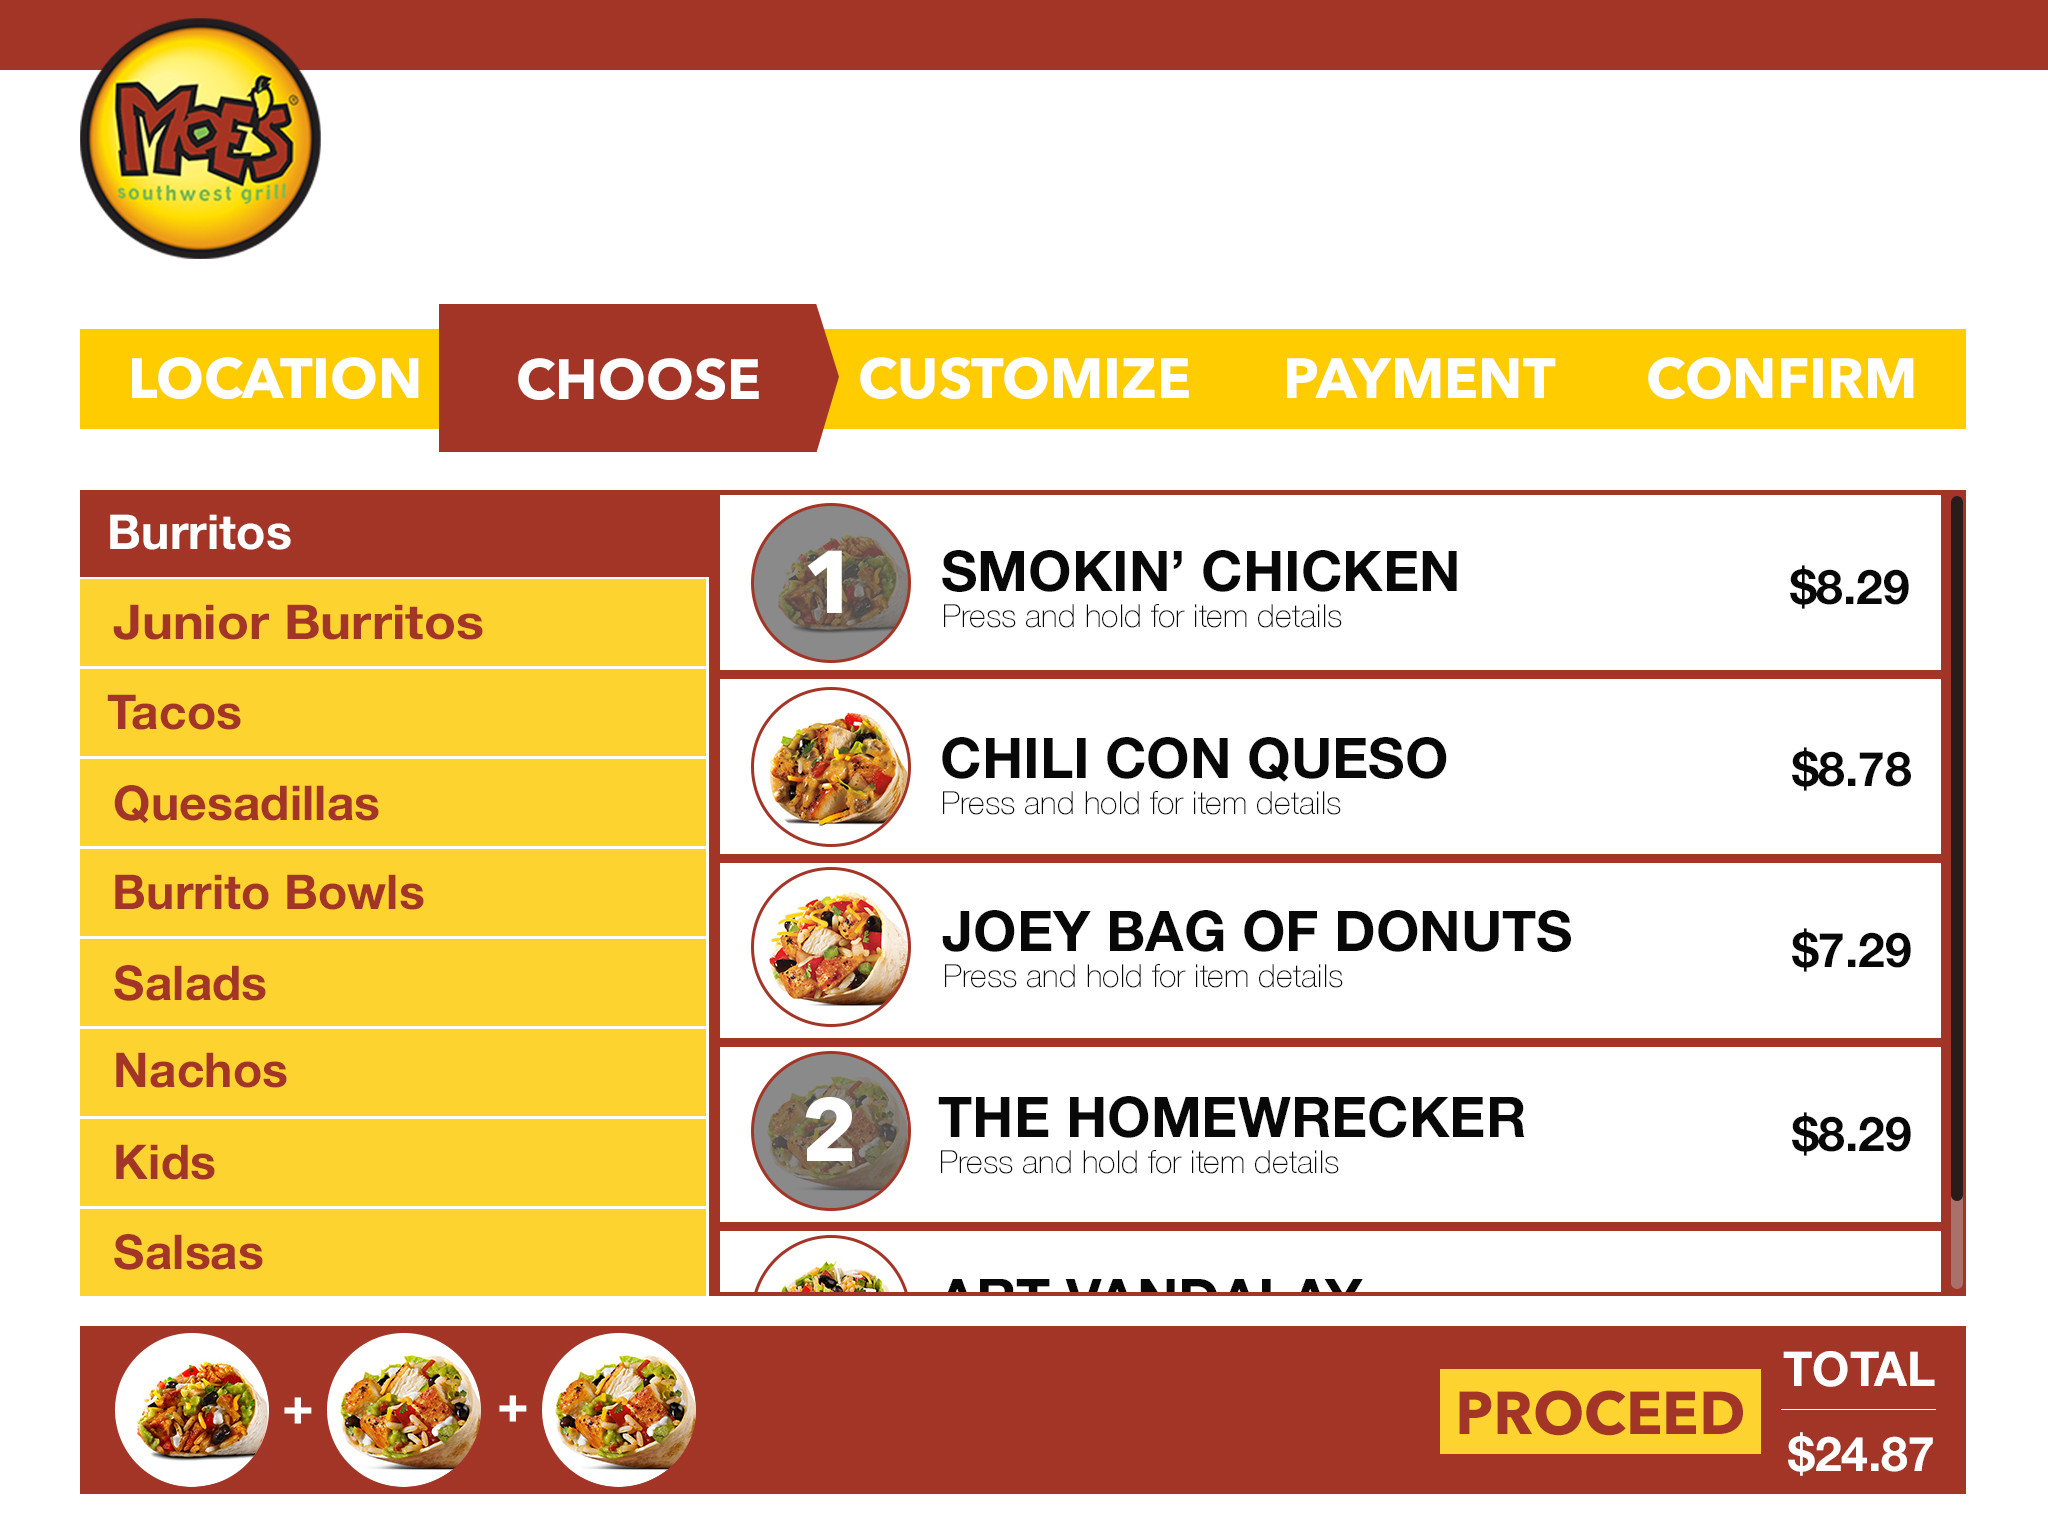 MOE'S®
southwest grill
LOCATION CHOOSE CUSTOMIZE PAYMENT CONFIRM
Burritos
Junior Burritos
Tacos
Quesadillas
Burrito Bowls
Salads
Nachos
Kids
Salsas
1
SMOKIN’ CHICKEN
Press and hold for item details
$8.29
CHILI CON QUESO
Press and hold for item details
$8.78
JOEY BAG OF DONUTS
Press and hold for item details
$7.29
2
THE HOMEWRECKER
Press and hold for item details
$8.29
ART VANDALAY
+ +
PROCEED
TOTAL
$24.87